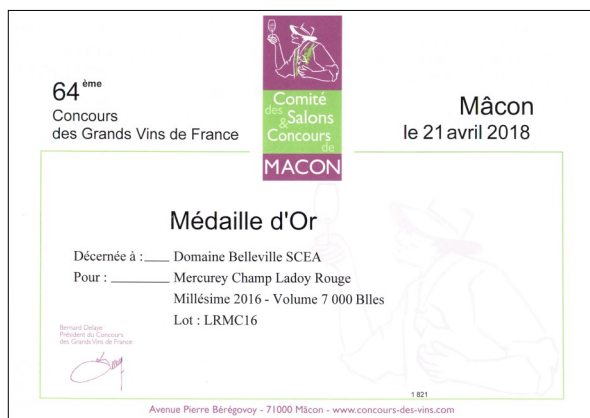 64ème
Concours
des Grands Vins de France
Comité
des Salons
&
Concours
de
MACON
Mâcon
le 21 avril 2018
Médaille d'Or
Décernée à : Domaine Belleville SCEA
Pour : Mercurey Champ Ladoy Rouge
Millésime 2016 - Volume 7 000 Blles
Lot : LRMC16
Bernard Delaye
Président du Concours
des Grands Vins de France
1 821
Avenue Pierre Bérégovoy - 71000 Mâcon - www.concours-des-vins.com